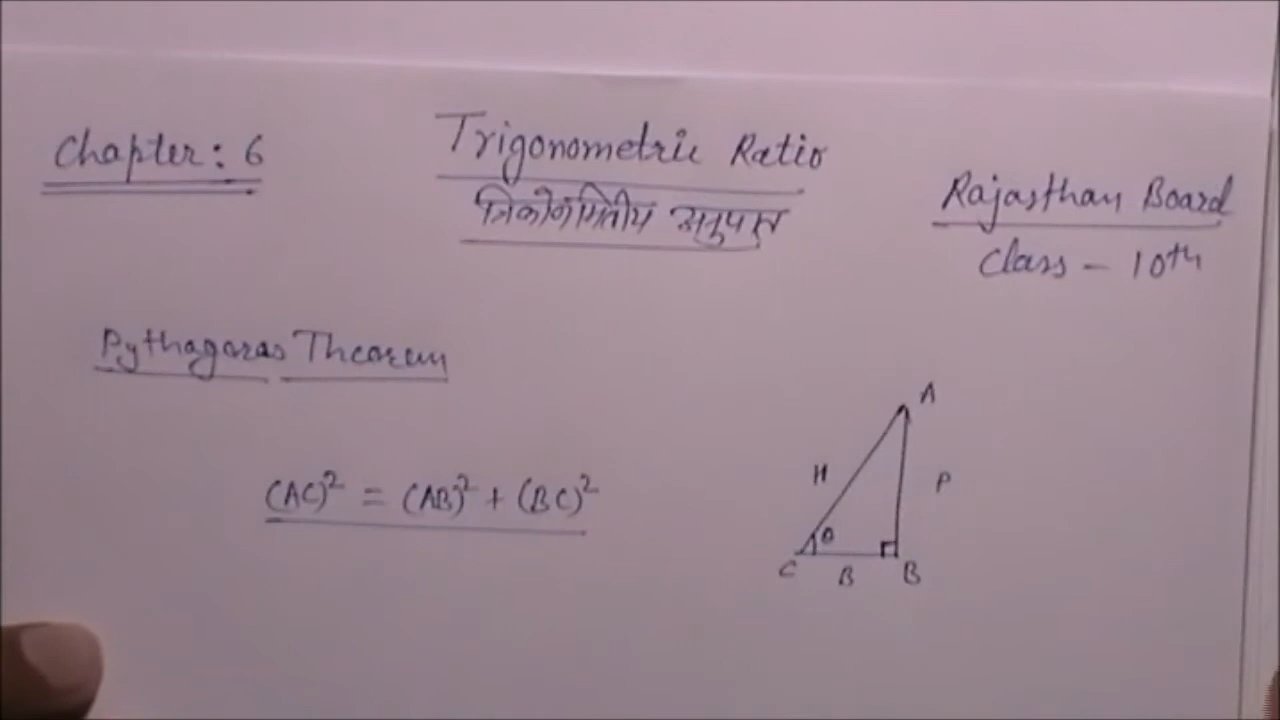 Chapter: 6
Trigonometric Ratio
त्रिकोणमितीय अनुपात
Rajasthan Board
Class - 10th
Pythagoras Theorem
(AC)² = (AB)² + (BC)²
A
H
P
θ
C
B
B